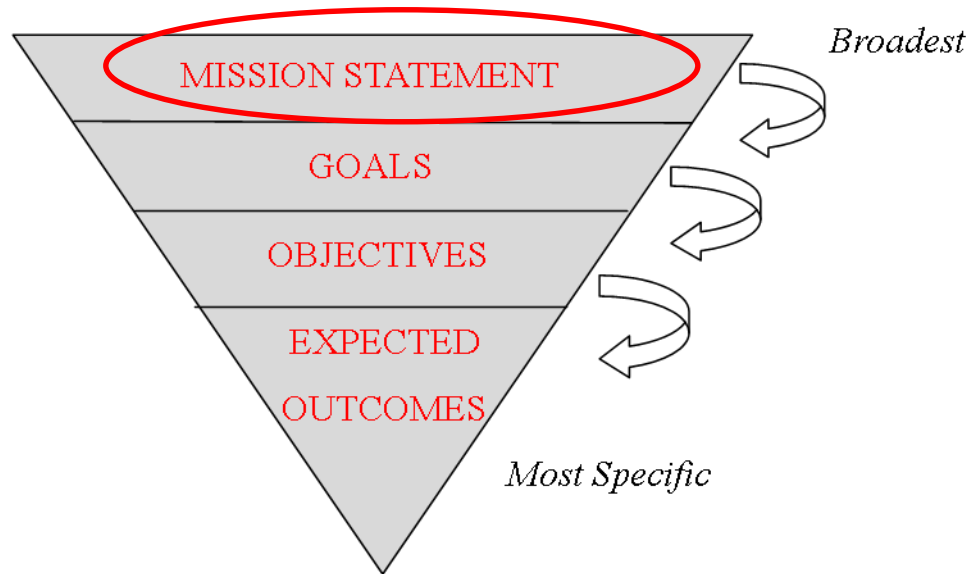 Broadest
MISSION STATEMENT
GOALS
OBJECTIVES
EXPECTED
OUTCOMES
Most Specific